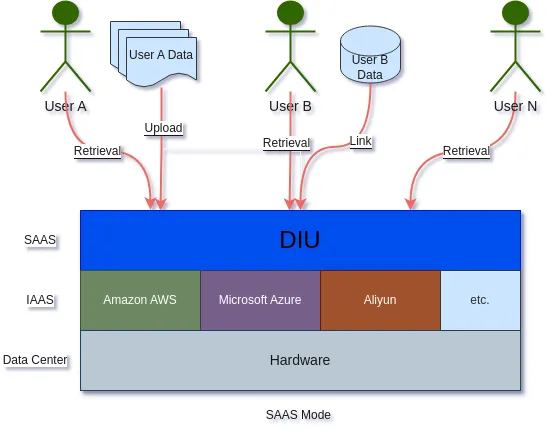 User A Data
User B
Data
User A
User B
User N
Upload
Retrieval
Retrieval
Link
Retrieval
SAAS
DIU
IAAS
Amazon AWS
Microsoft Azure
Aliyun
etc.
Data Center
Hardware
SAAS Mode